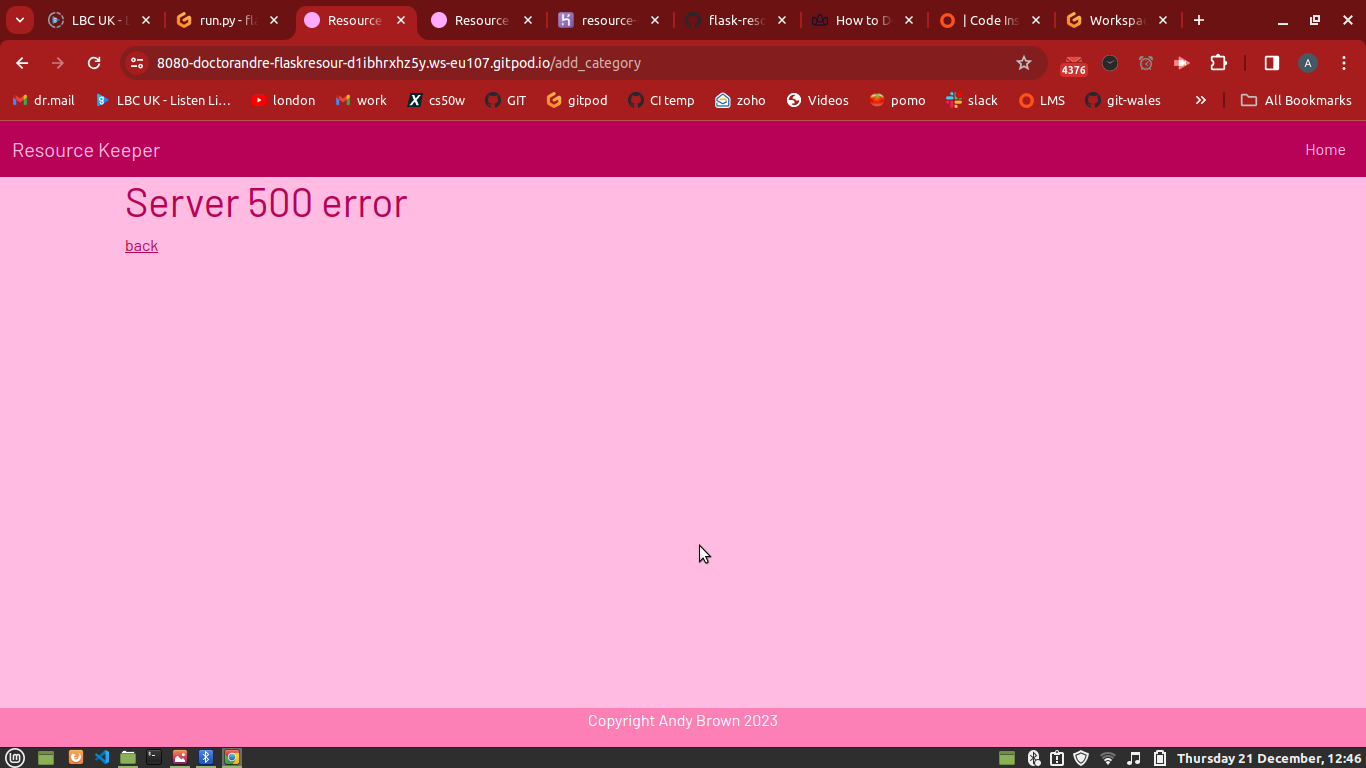 LBC UK - L
run.py - fla
Resource
Resource
resource-
flask-reso
How to D
| Code Ins
Workspac
8080-doctorandre-flaskresour-d1ibhrxhz5y.ws-eu107.gitpod.io/add_category
4376
A
dr.mail
LBC UK - Listen Li...
london
work
cs50w
GIT
gitpod
CI temp
zoho
Videos
pomo
slack
LMS
git-wales
All Bookmarks
Resource Keeper
Home
Server 500 error
back
Copyright Andy Brown 2023
Thursday 21 December, 12:46